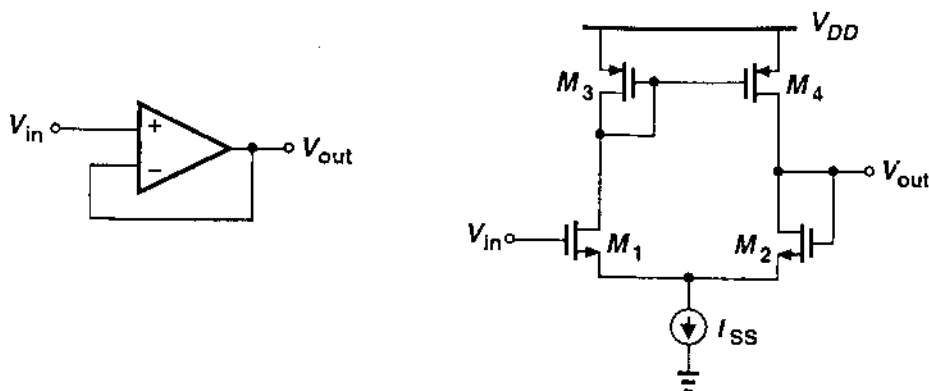 V_in
+
−
V_out
V_DD
M_3
M_4
V_out
V_in
M_1
M_2
I_SS